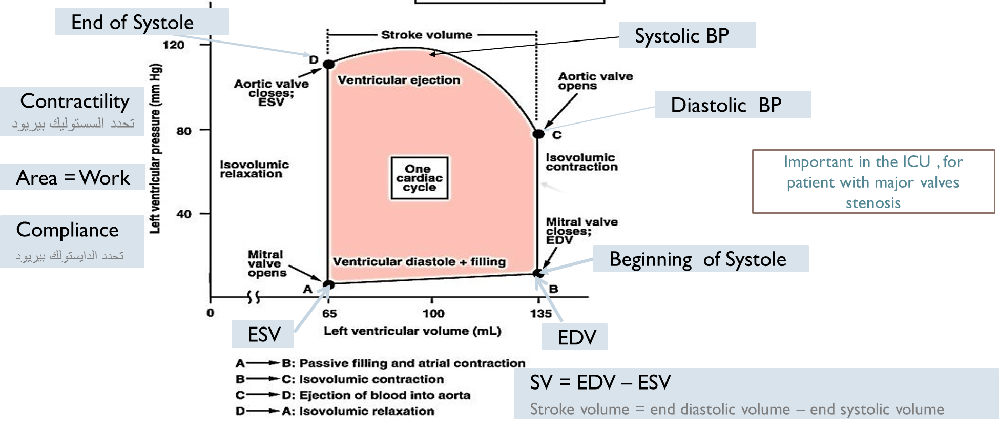 End of Systole
Stroke volume
Systolic BP
120
D
Aortic valve
closes;
ESV
Ventricular ejection
Aortic valve
opens
Contractility
تحدد السستوليك بيريود
Diastolic BP
80
C
Left ventricular pressure (mm Hg)
Isovolumic
relaxation
One
cardiac
cycle
Isovolumic
contraction
Important in the ICU , for
patient with major valves
stenosis
Area = Work
40
Compliance
تحدد الدايستولك بيريود
Mitral valve
closes;
EDV
Mitral
valve
opens
Ventricular diastole + filling
Beginning of Systole
A
B
0
65
100
135
ESV
Left ventricular volume (mL)
EDV
A B: Passive filling and atrial contraction
B C: Isovolumic contraction
C D: Ejection of blood into aorta
D A: Isovolumic relaxation
SV = EDV – ESV
Stroke volume = end diastolic volume – end systolic volume